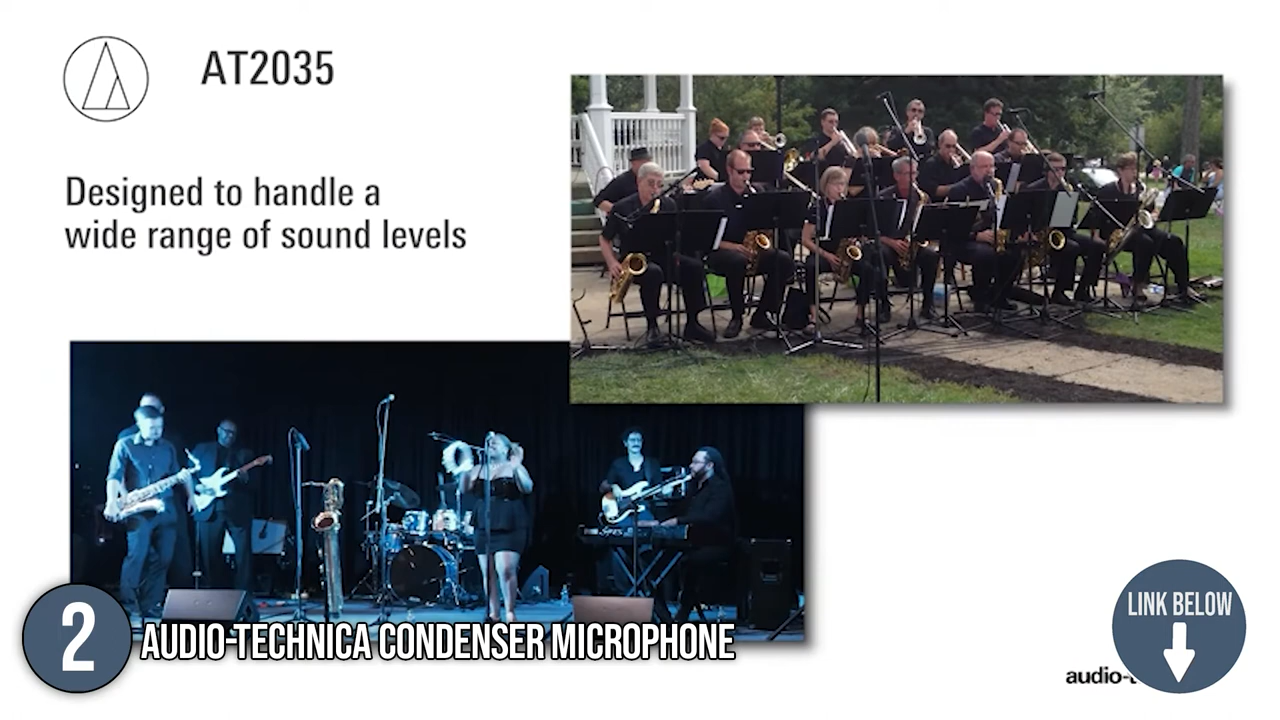 AT2035
Designed to handle a
wide range of sound levels
2
AUDIO-TECHNICA CONDENSER MICROPHONE
LINK BELOW